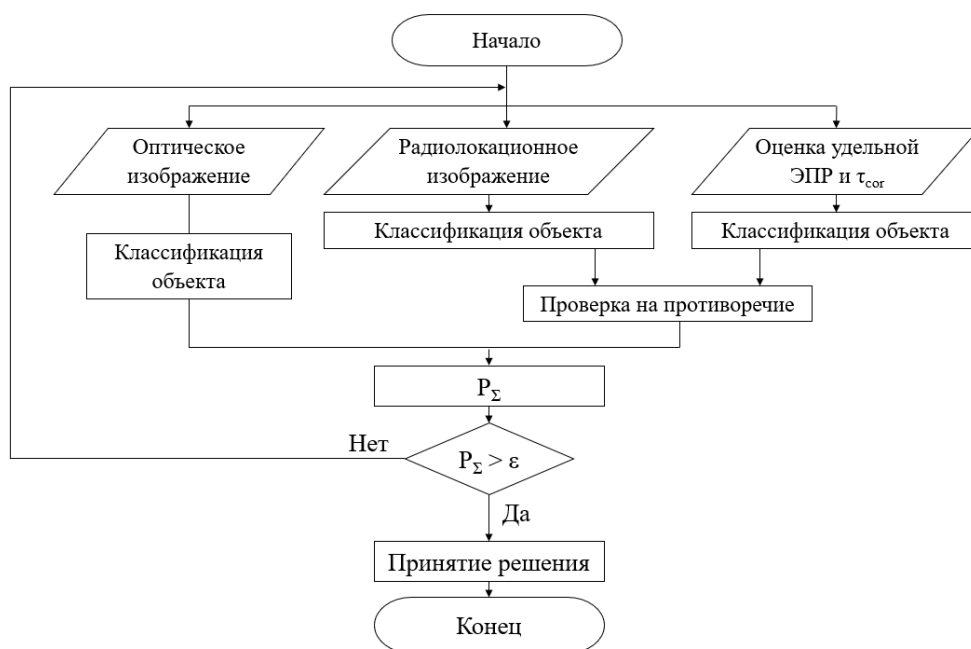 Начало
Оптическое
изображение
Радиолокационное
изображение
Оценка удельной
ЭПР и τcor
Классификация объекта
Классификация объекта
Классификация
объекта
Проверка на противоречие
PΣ
Нет
PΣ > ε
Да
Принятие решения
Конец